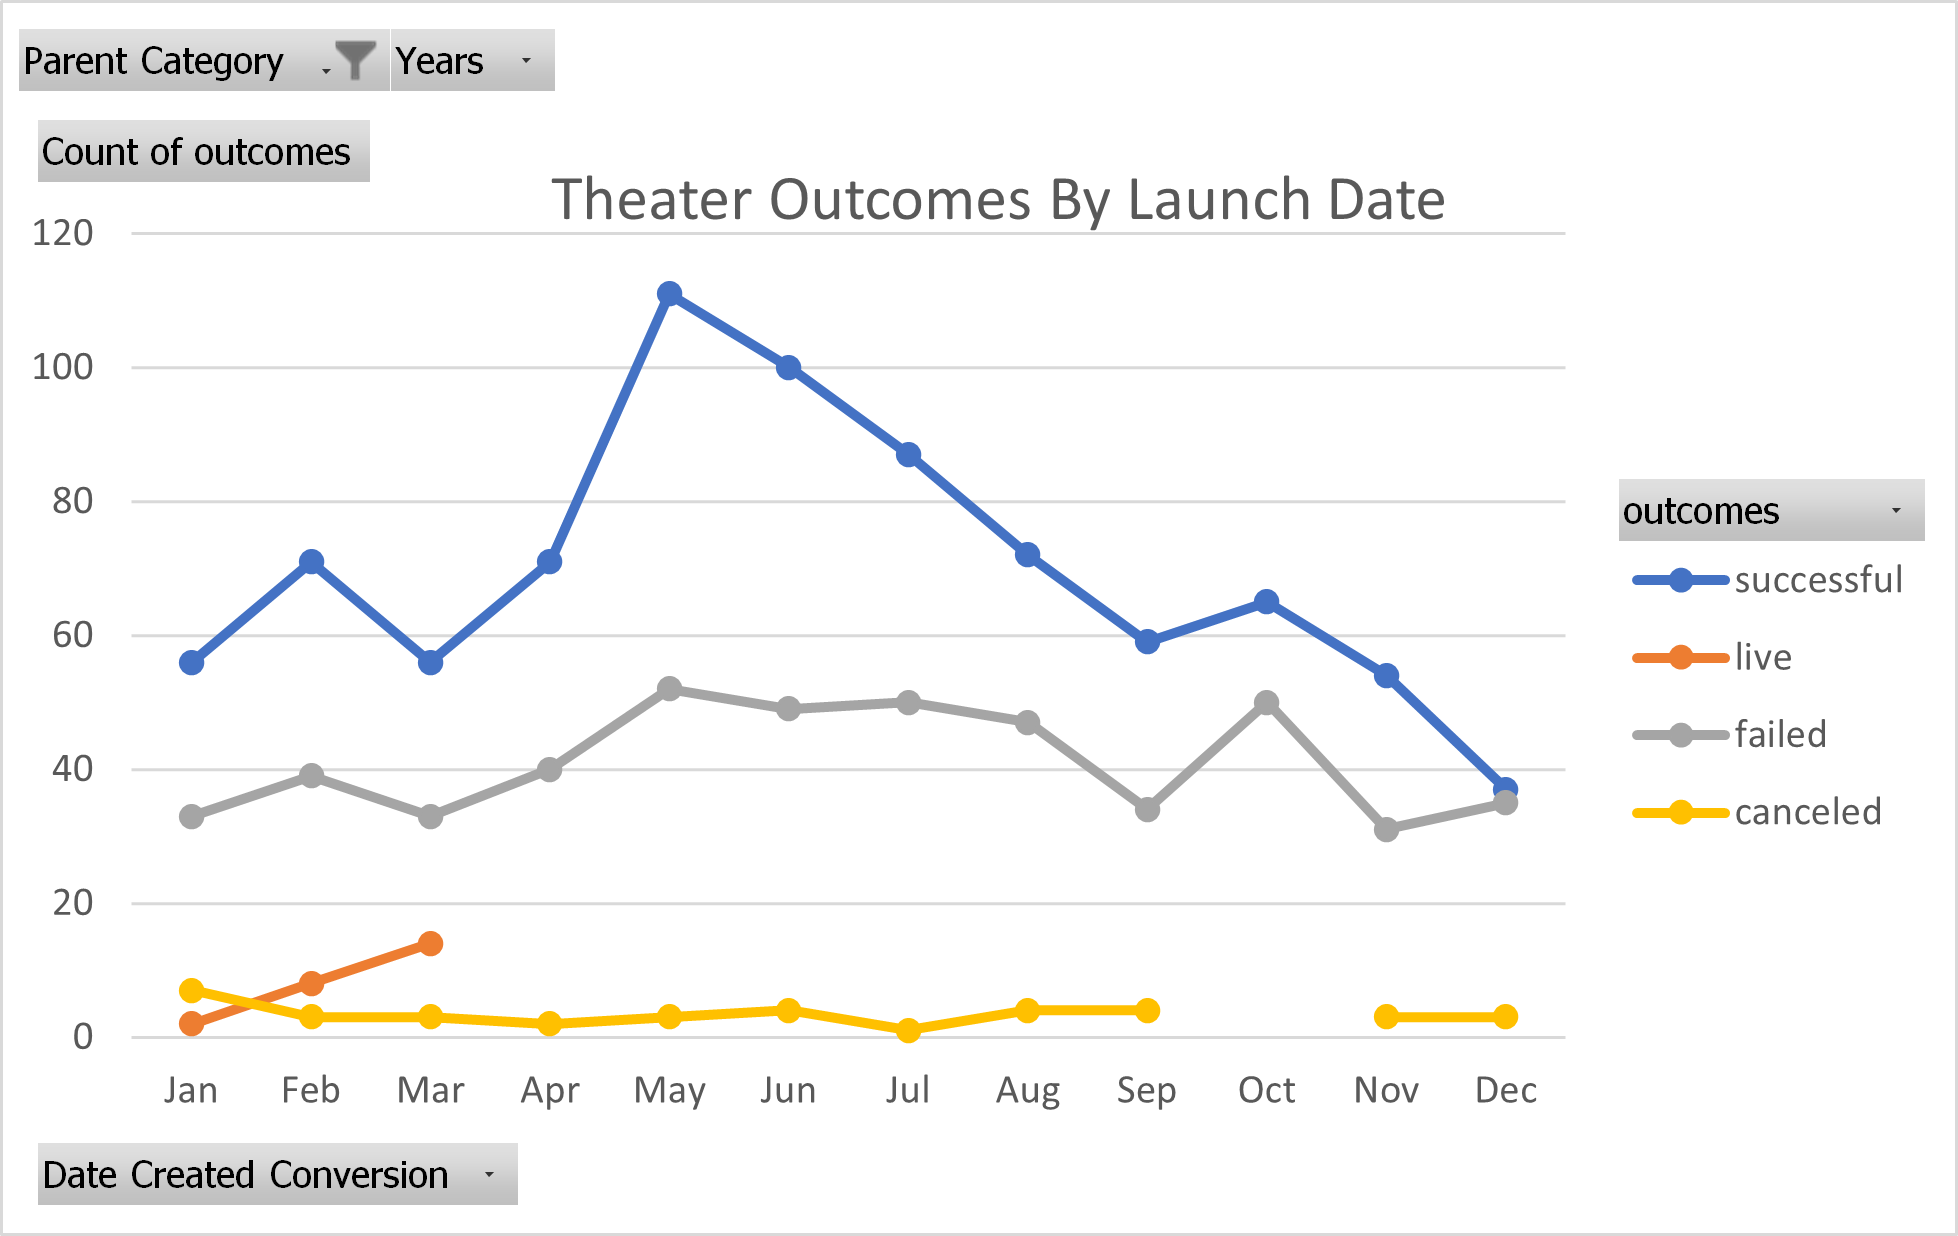 Parent Category Years
Count of outcomes
Theater Outcomes By Launch Date
120
100
80
60
40
20
0
Jan Feb Mar Apr May Jun Jul Aug Sep Oct Nov Dec
outcomes
successful
live
failed
canceled
Date Created Conversion